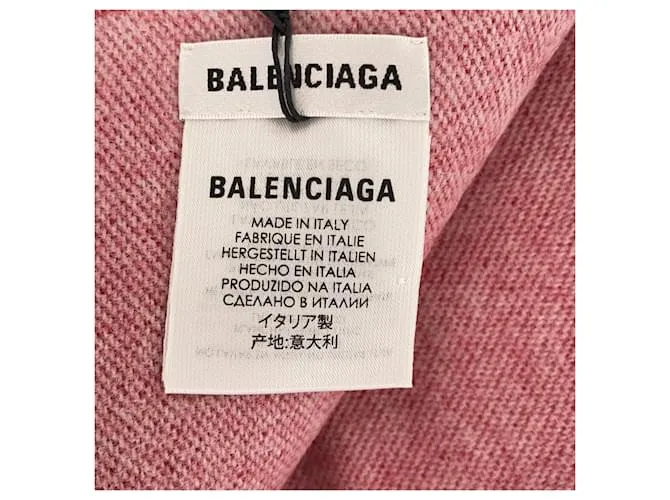 BALENCIAGA
BALENCIAGA
MADE IN ITALY
FABRIQUE EN ITALIE
HERGESTELLT IN ITALIEN
HECHO EN ITALIA
PRODUZIDO NA ITALIA
СДЕЛАНО В ИТАЛИИ
イタリア製
产地:意大利